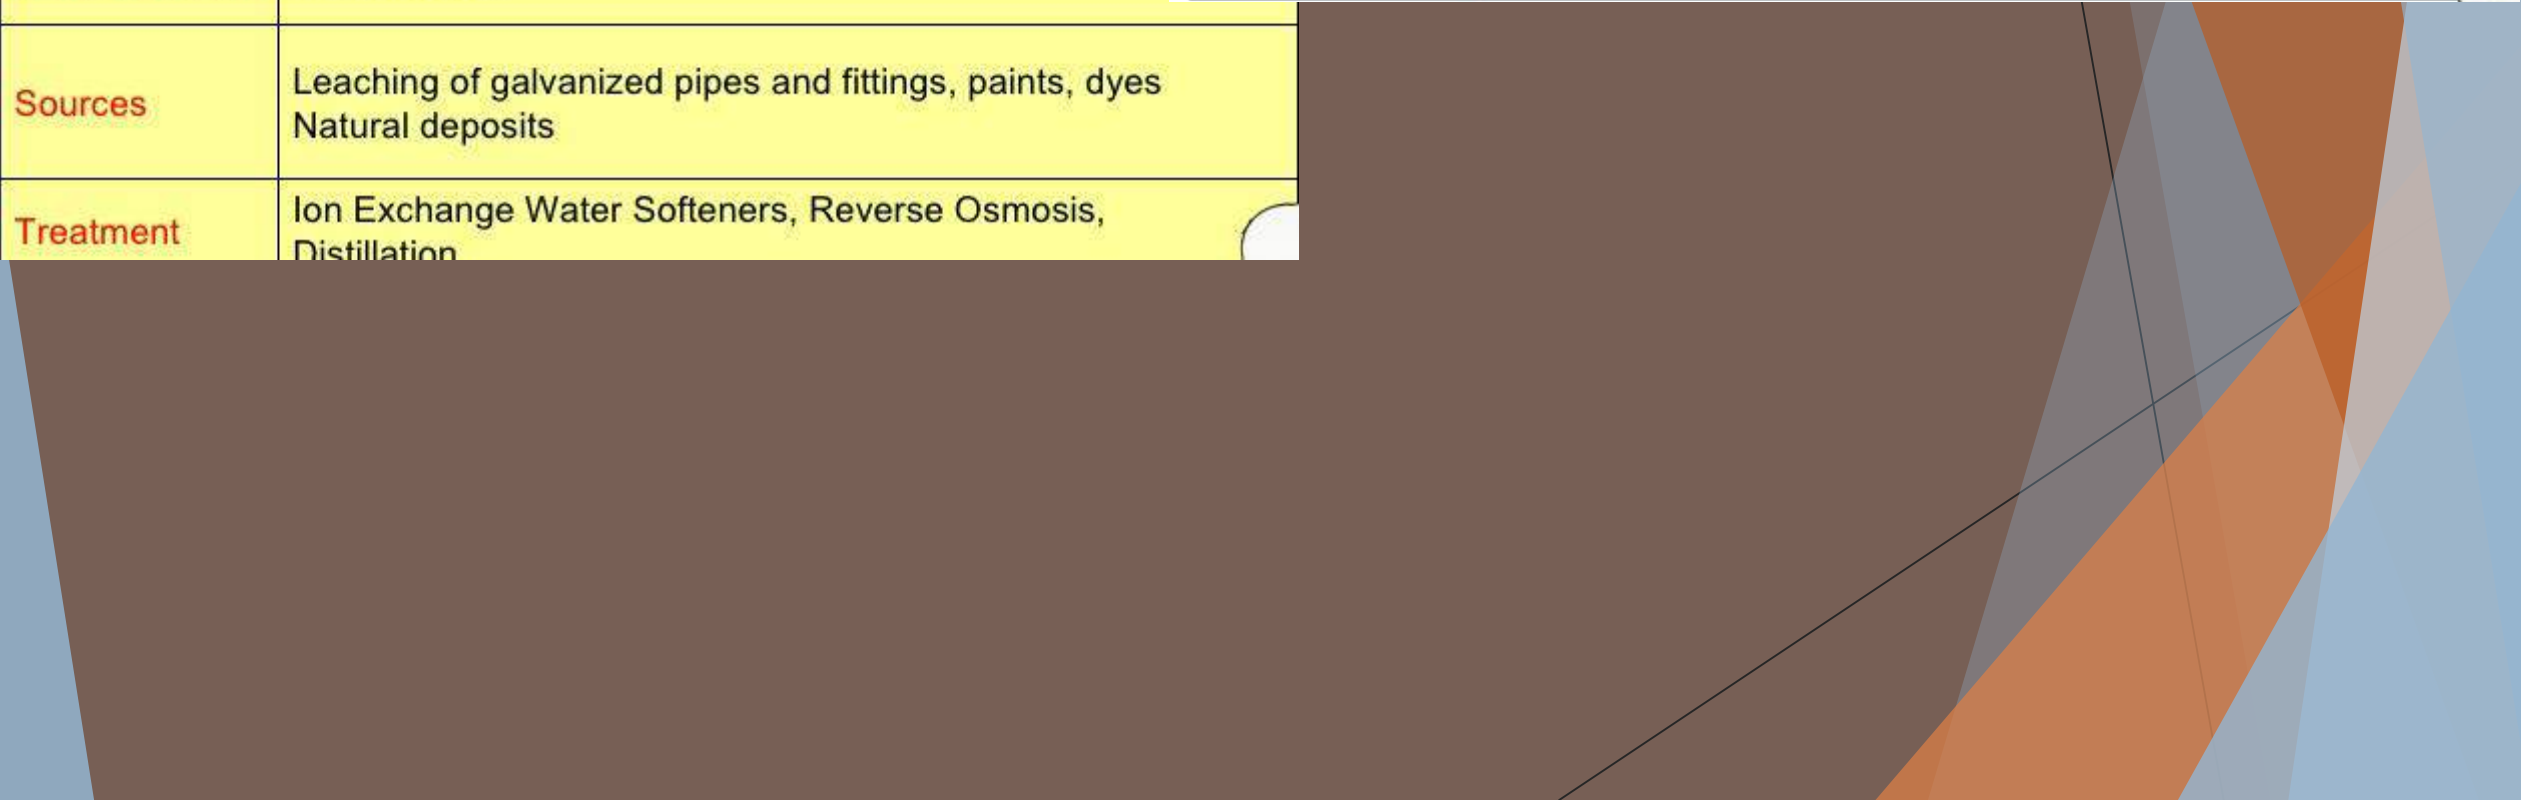 Sources
Leaching of galvanized pipes and fittings, paints, dyes
Natural deposits
Treatment
Ion Exchange Water Softeners, Reverse Osmosis,
Distillation